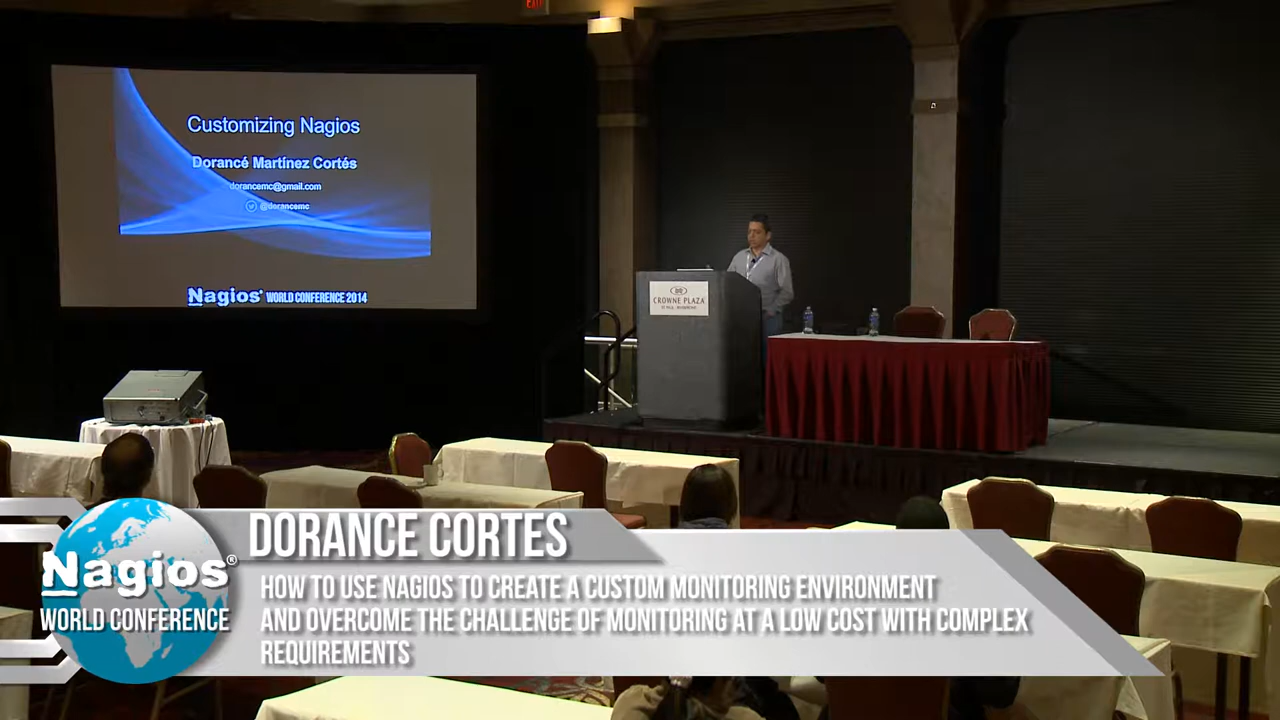 EXIT
Customizing Nagios
Dorancé Martínez Cortés
dorancemc@gmail.com
@dorancemc
Nagios® WORLD CONFERENCE 2014
CROWNE PLAZA
DORANCE CORTES
HOW TO USE NAGIOS TO CREATE A CUSTOM MONITORING ENVIRONMENT
AND OVERCOME THE CHALLENGE OF MONITORING AT A LOW COST WITH COMPLEX
REQUIREMENTS
Nagios®
WORLD CONFERENCE